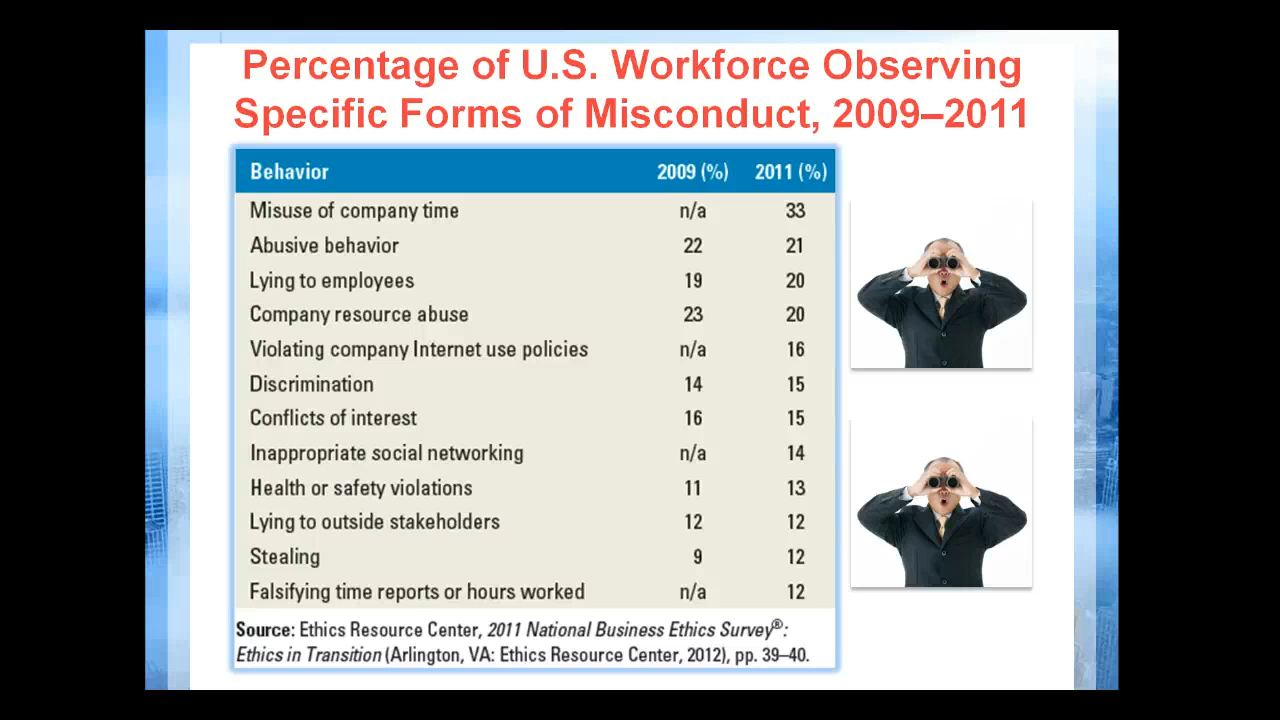 Percentage of U.S. Workforce Observing
Specific Forms of Misconduct, 2009–2011
Behavior 2009 (%) 2011 (%)
Misuse of company time n/a 33
Abusive behavior 22 21
Lying to employees 19 20
Company resource abuse 23 20
Violating company Internet use policies n/a 16
Discrimination 14 15
Conflicts of interest 16 15
Inappropriate social networking n/a 14
Health or safety violations 11 13
Lying to outside stakeholders 12 12
Stealing 9 12
Falsifying time reports or hours worked n/a 12
Source: Ethics Resource Center, 2011 National Business Ethics Survey®:
Ethics in Transition (Arlington, VA: Ethics Resource Center, 2012), pp. 39–40.